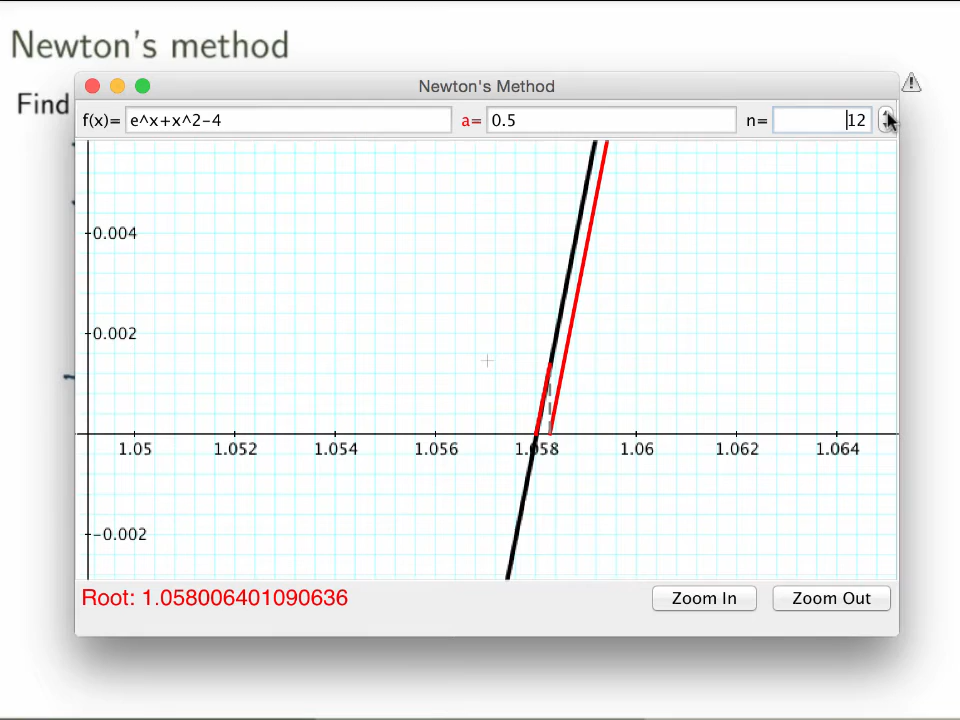 Newton's method
Newton's Method
Find
f(x)= e^x+x^2-4 a= 0.5 n= 12
0.004
0.002
1.05 1.052 1.054 1.056 1.058 1.06 1.062 1.064
-0.002
Root: 1.058006401090636 Zoom In Zoom Out